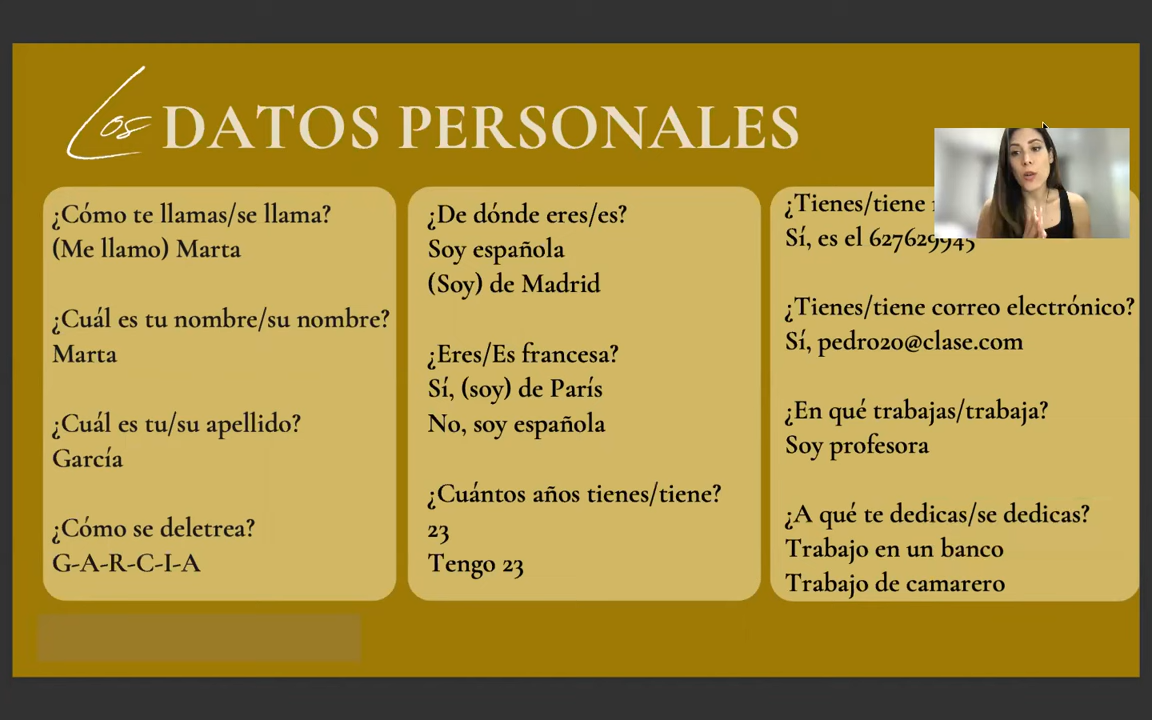 Los DATOS PERSONALES
¿Cómo te llamas/se llama?
(Me llamo) Marta
¿Cuál es tu nombre/su nombre?
Marta
¿Cuál es tu/su apellido?
García
¿Cómo se deletrea?
G-A-R-C-I-A
¿De dónde eres/es?
Soy española
(Soy) de Madrid
¿Eres/Es francesa?
Sí, (soy) de París
No, soy española
¿Cuántos años tienes/tiene?
23
Tengo 23
¿Tienes/tiene
Sí, es el 627629945
¿Tienes/tiene correo electrónico?
Sí, pedro20@clase.com
¿En qué trabajas/trabaja?
Soy profesora
¿A qué te dedicas/se dedicas?
Trabajo en un banco
Trabajo de camarero